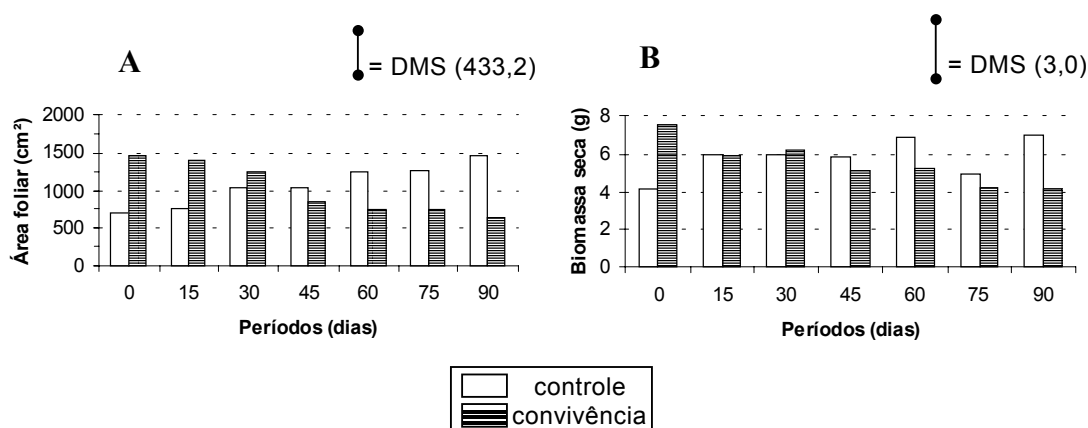 A
= DMS (433,2)
Área foliar (cm²)
2000
1500
1000
500
0
0 15 30 45 60 75 90
Períodos (dias)
B
= DMS (3,0)
Biomassa seca (g)
8
6
4
2
0
0 15 30 45 60 75 90
Períodos (dias)
controle
convivência